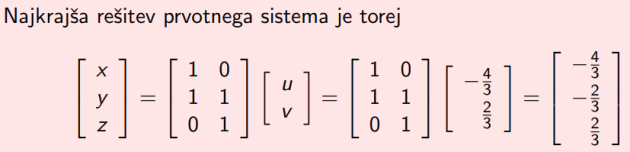 Najkrajša rešitev prvotnega sistema je torej
[ x y z ] = [ 1 0 1 1 0 1 ] [ u v ] = [ 1 0 1 1 0 1 ] [ -4/3 2/3 ] = [ -4/3 -2/3 2/3 ]